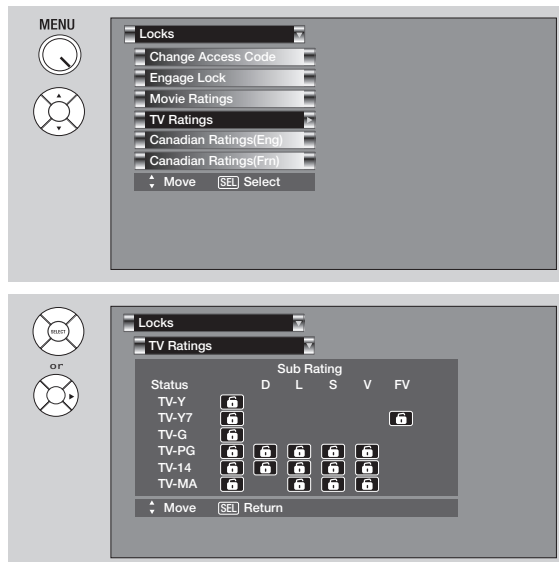 MENU
Locks
Change Access Code
Engage Lock
Movie Ratings
TV Ratings
Canadian Ratings(Eng)
Canadian Ratings(Frn)
Move SEL Select
SELECT
or
Locks
TV Ratings
Sub Rating
Status D L S V FV
TV-Y
TV-Y7
TV-G
TV-PG
TV-14
TV-MA
Move SEL Return